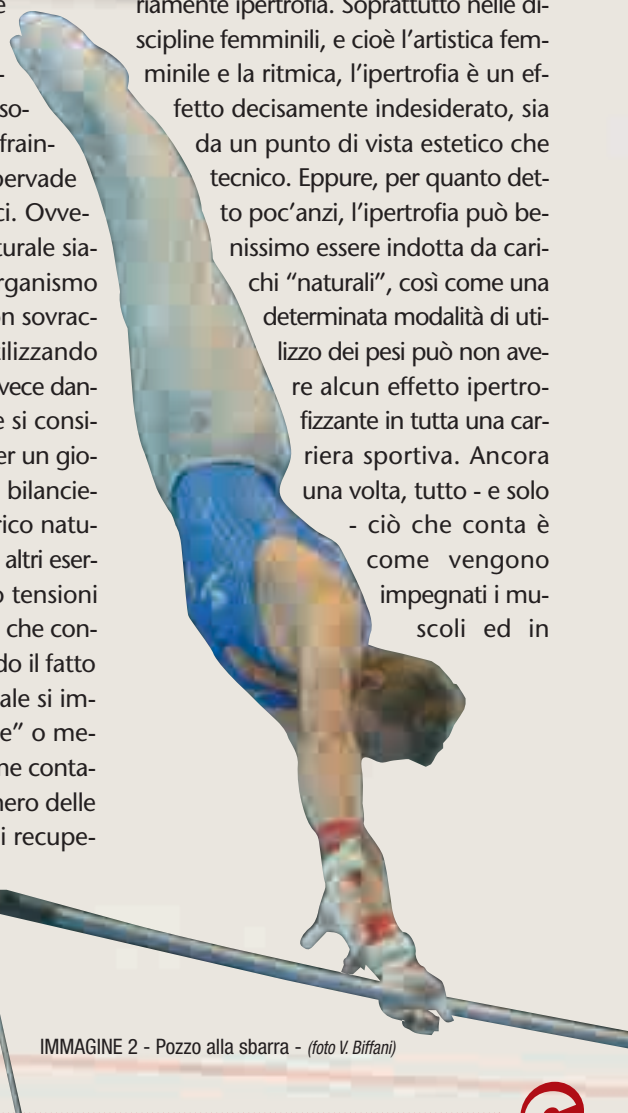 e
-
so-
frain-
pervade
ci. Ovve-
turale sia-
rganismo
n sovrac-
ilizzando
vece dan-
e si consi-
er un gio-
bilancie-
rico natu-
altri eser-
o tensioni
che con-
do il fatto
ale si im-
e” o me-
ne conta-
nero delle
i recupe-
riamente ipertrofia. Soprattutto nelle di-
scipline femminili, e cioè l’artistica fem-
minile e la ritmica, l’ipertrofia è un ef-
fetto decisamente indesiderato, sia
da un punto di vista estetico che
tecnico. Eppure, per quanto det-
to poc’anzi, l’ipertrofia può be-
nissimo essere indotta da cari-
chi “naturali”, così come una
determinata modalità di uti-
lizzo dei pesi può non ave-
re alcun effetto ipertro-
fizzante in tutta una car-
riera sportiva. Ancora
una volta, tutto - e solo
- ciò che conta è
come vengono
impegnati i mu-
scoli ed in
IMMAGINE 2 - Pozzo alla sbarra - (foto V. Biffani)